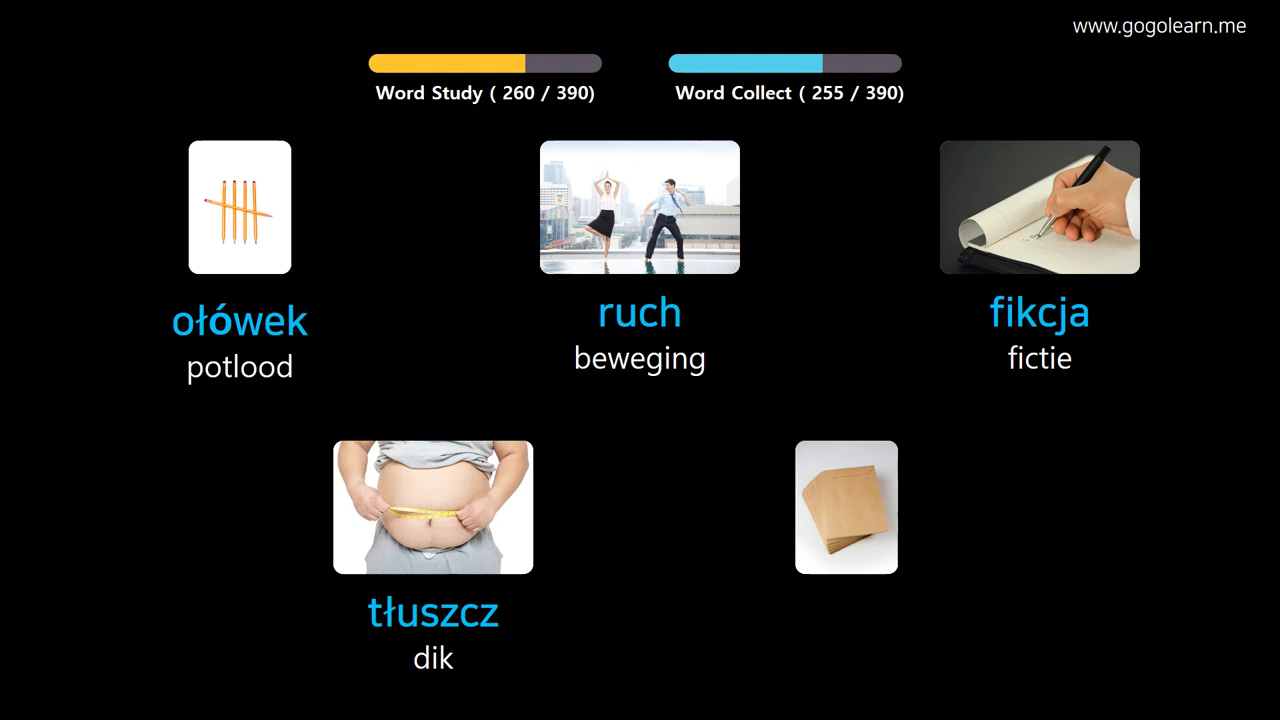 www.gogolearn.me
Word Study ( 260 / 390)
Word Collect ( 255 / 390)
ołówek
potlood
ruch
beweging
fikcja
fictie
tłuszcz
dik